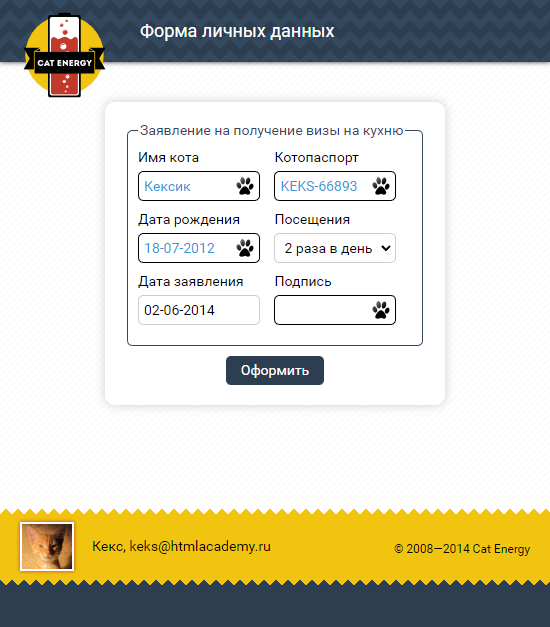 Форма личных данных
CAT ENERGY
Заявление на получение визы на кухню
Имя кота Котопаспорт
Кексик KEKS-66893
Дата рождения Посещения
18-07-2012 2 раза в день
Дата заявления Подпись
02-06-2014
Оформить
Кекс, keks@htmlacademy.ru
© 2008—2014 Cat Energy